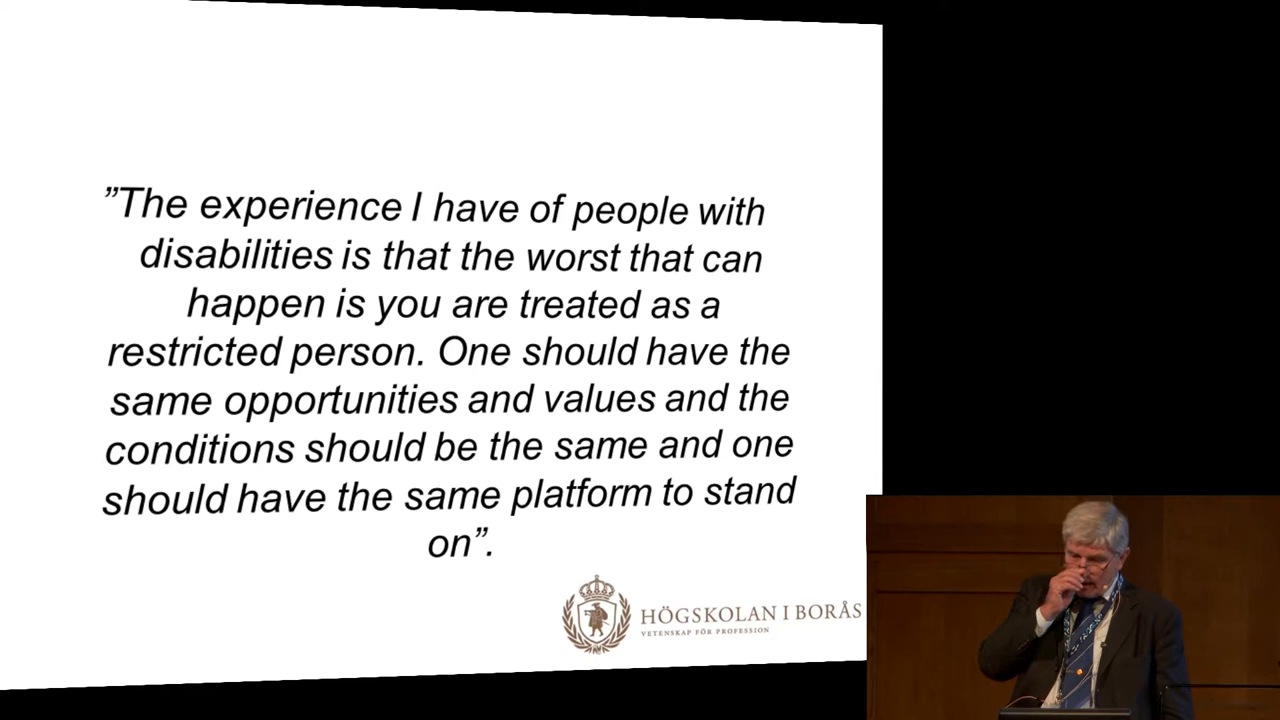 ”The experience I have of people with
disabilities is that the worst that can
happen is you are treated as a
restricted person. One should have the
same opportunities and values and the
conditions should be the same and one
should have the same platform to stand
on”.
HÖGSKOLAN I BORÅS
VETENSKAP FÖR PROFESSION